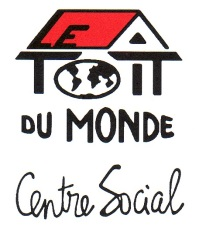 LE
TOIT
DU MONDE
Centre Social